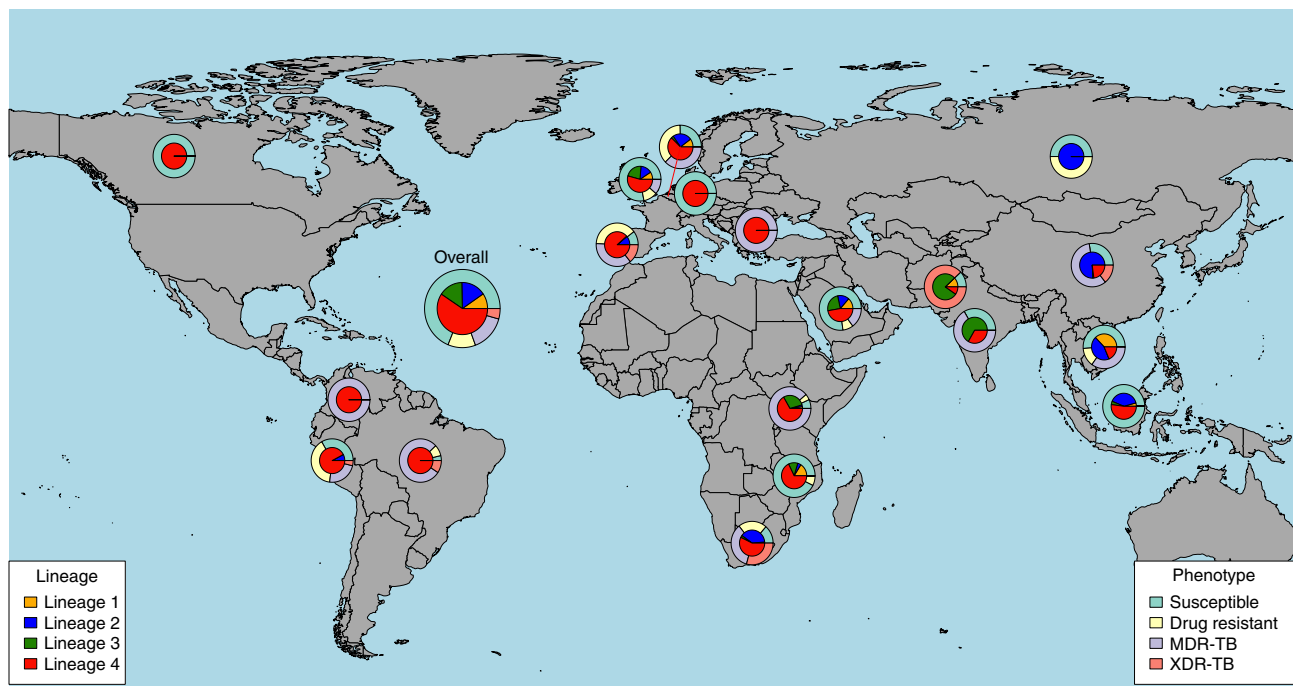 Overall
Lineage
Lineage 1
Lineage 2
Lineage 3
Lineage 4
Phenotype
Susceptible
Drug resistant
MDR-TB
XDR-TB